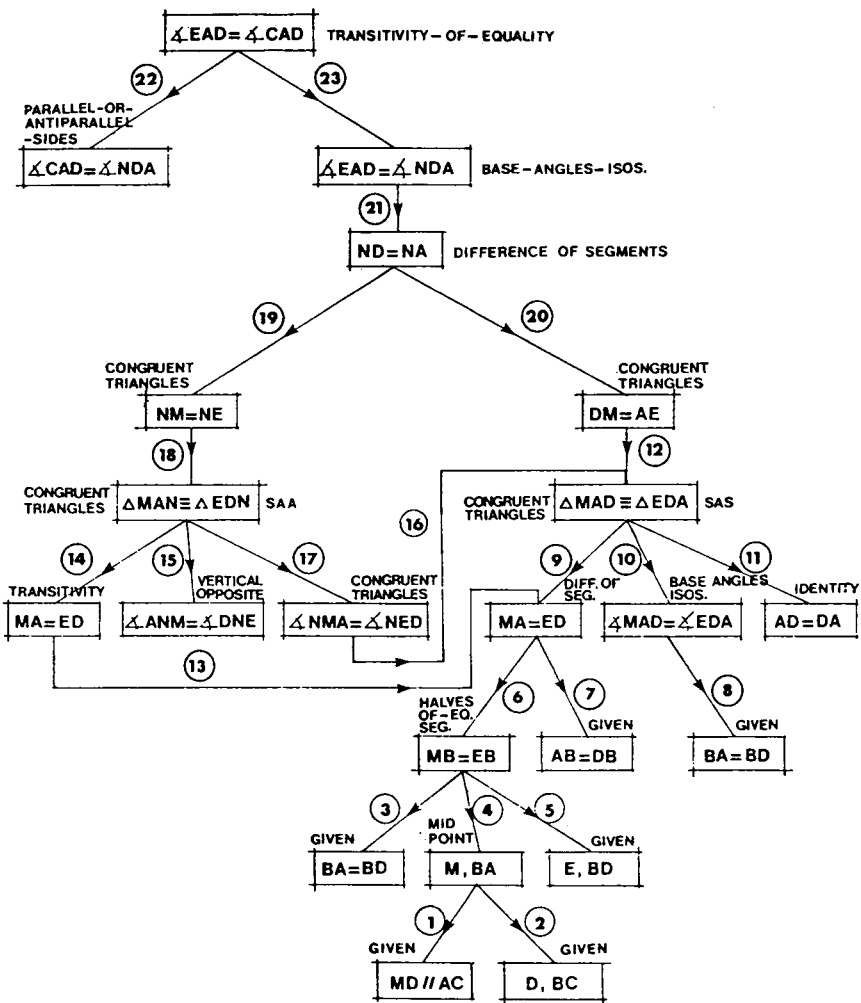 ∡EAD=∡CAD TRANSITIVITY-OF-EQUALITY
22
23
PARALLEL-OR-
ANTIPARALLEL
-SIDES
∡CAD=∡NDA
∡EAD=∡NDA BASE-ANGLES-ISOS.
21
ND=NA DIFFERENCE OF SEGMENTS
19
20
CONGRUENT
TRIANGLES
NM=NE
CONGRUENT
TRIANGLES
DM=AE
18
12
CONGRUENT
TRIANGLES
△MAN≡△EDN SAA
16
CONGRUENT
TRIANGLES
△MAD≡△EDA SAS
14
15
17
9
10
11
TRANSITIVITY
MA=ED
VERTICAL
OPPOSITE
∡ANM=∡DNE
CONGRUENT
TRIANGLES
∡NMA=∡NED
DIFF. OF
SEG.
MA=ED
BASE ANGLES
ISOS.
∡MAD=∡EDA
IDENTITY
AD=DA
13
6
7
8
HALVES
OF-EQ.
SEG.
MB=EB
GIVEN
AB=DB
GIVEN
BA=BD
3
4
5
GIVEN
BA=BD
MID
POINT
M,BA
GIVEN
E,BD
1
2
GIVEN
MD//AC
GIVEN
D,BC